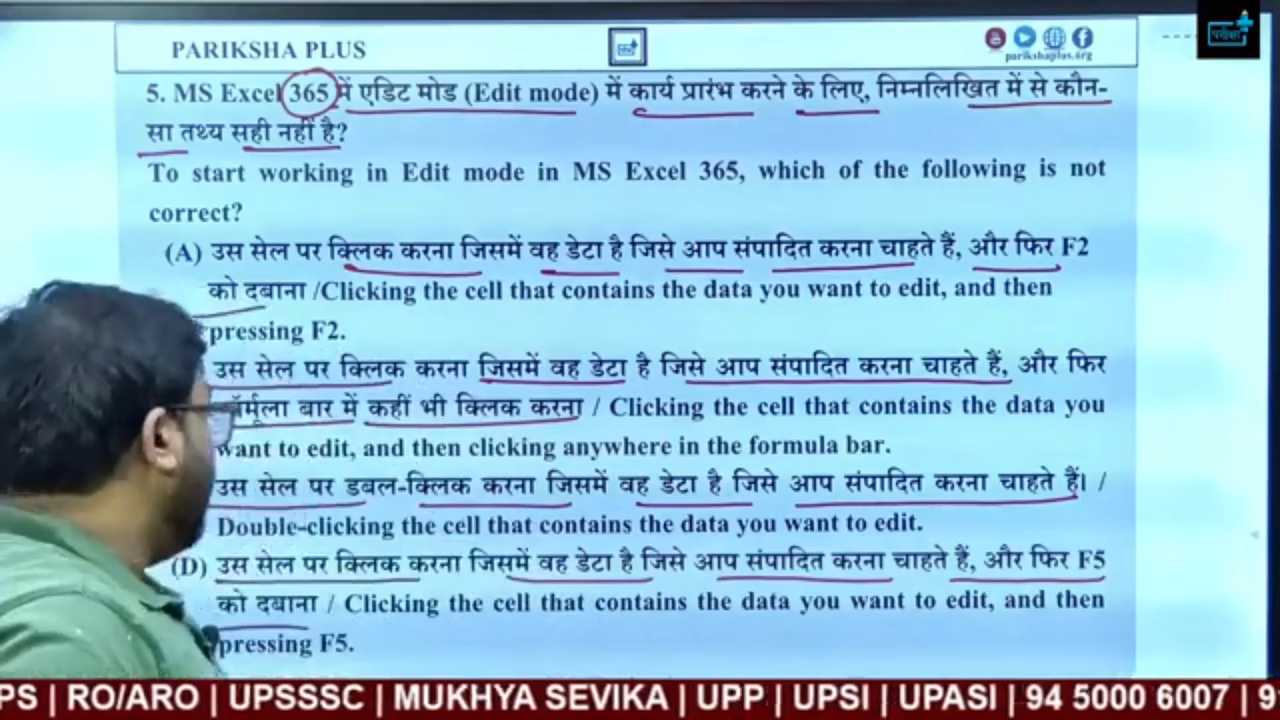 परीक्षा
PARIKSHA PLUS
parikshaplus.org
5. MS Excel 365 में एडिट मोड (Edit mode) में कार्य प्रारंभ करने के लिए, निम्नलिखित में से कौन-
सा तथ्य सही नहीं है?
To start working in Edit mode in MS Excel 365, which of the following is not
correct?
(A) उस सेल पर क्लिक करना जिसमें वह डेटा है जिसे आप संपादित करना चाहते हैं, और फिर F2
को दबाना /Clicking the cell that contains the data you want to edit, and then
pressing F2.
उस सेल पर क्लिक करना जिसमें वह डेटा है जिसे आप संपादित करना चाहते हैं, और फिर
बार में कहीं भी क्लिक करना / Clicking the cell that contains the data you
want to edit, and then clicking anywhere in the formula bar.
उस सेल पर डबल-क्लिक करना जिसमें वह डेटा है जिसे आप संपादित करना चाहते हैं। /
Double-clicking the cell that contains the data you want to edit.
(D) उस सेल पर क्लिक करना जिसमें वह डेटा है जिसे आप संपादित करना चाहते हैं, और फिर F5
को दबाना / Clicking the cell that contains the data you want to edit, and then
pressing F5.
PS | RO/ARO | UPSSSC | MUKHYA SEVIKA | UPP | UPSI | UPASI | 94 5000 6007 | 9